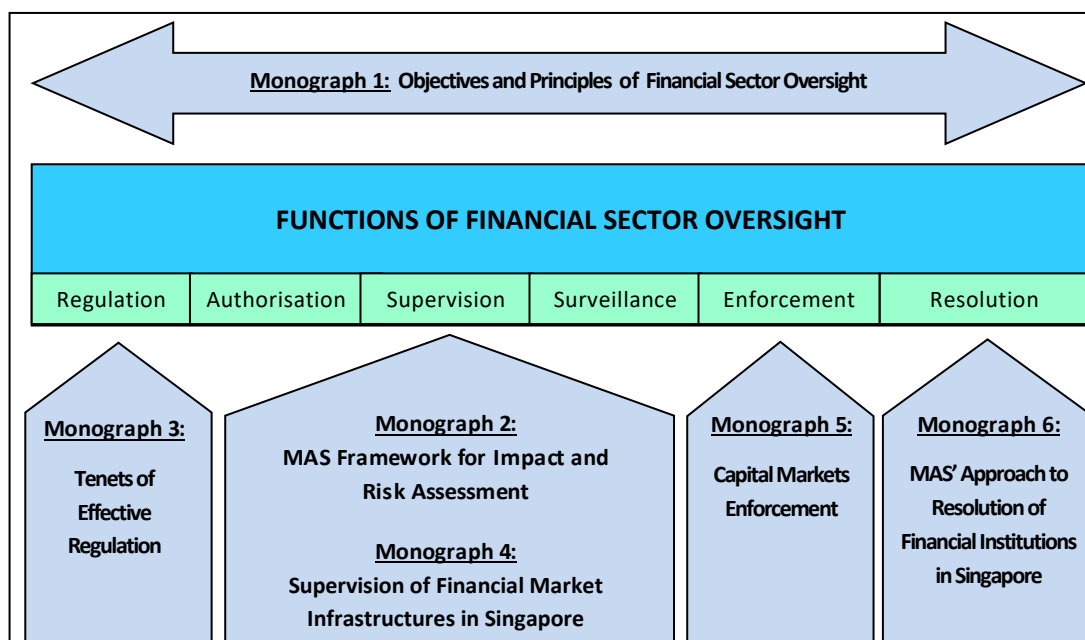 Monograph 1: Objectives and Principles of Financial Sector Oversight
FUNCTIONS OF FINANCIAL SECTOR OVERSIGHT
Regulation
Authorisation
Supervision
Surveillance
Enforcement
Resolution
Monograph 3:
Tenets of
Effective
Regulation
Monograph 2:
MAS Framework for Impact and
Risk Assessment
Monograph 4:
Supervision of Financial Market
Infrastructures in Singapore
Monograph 5:
Capital Markets
Enforcement
Monograph 6:
MAS’ Approach to
Resolution of
Financial Institutions
in Singapore